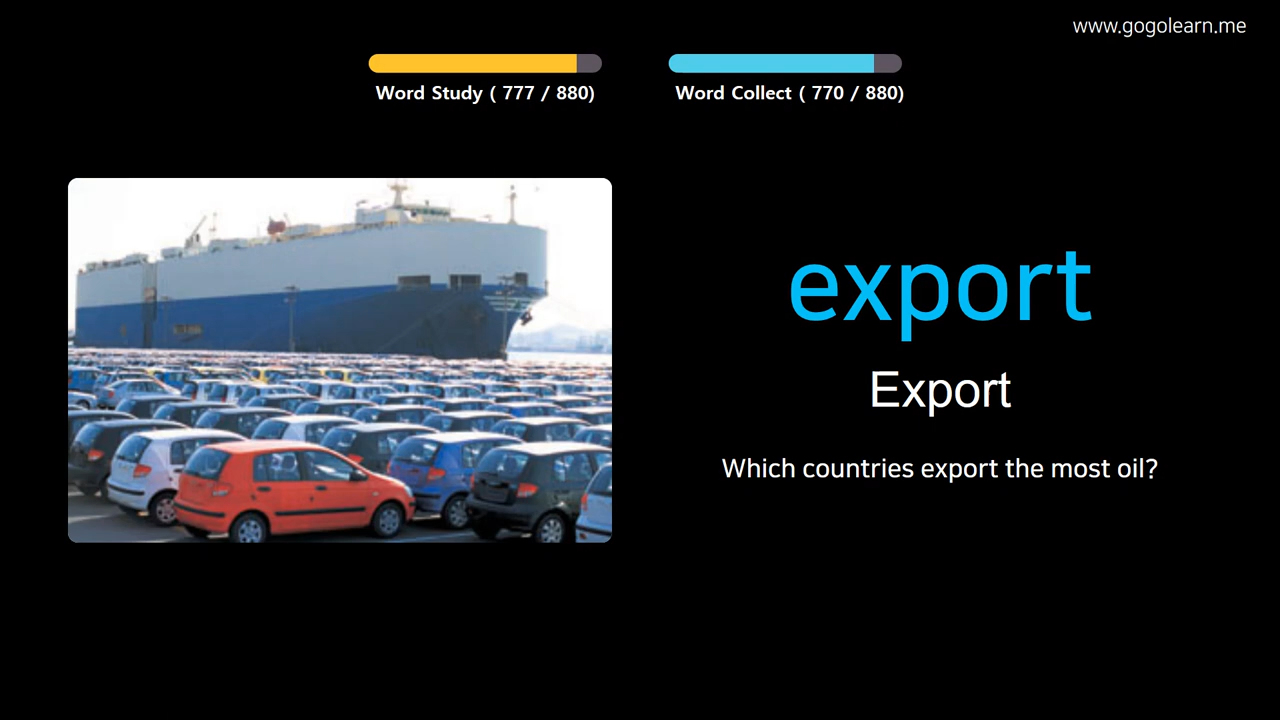 www.gogolearn.me
Word Study ( 777 / 880)
Word Collect ( 770 / 880)
export
Export
Which countries export the most oil?